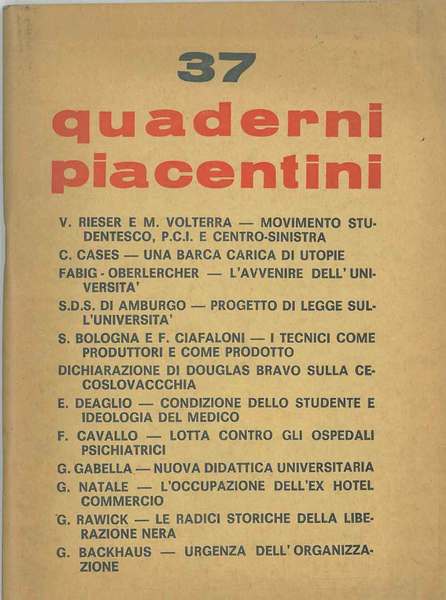 37
quaderni
piacentini
V. RIESER E M. VOLTERRA — MOVIMENTO STU-
DENTESCO, P.C.I. E CENTRO-SINISTRA
C. CASES — UNA BARCA CARICA DI UTOPIE
FABIG - OBERLERCHER — L'AVVENIRE DELL'UNI-
VERSITA'
S.D.S. DI AMBURGO — PROGETTO DI LEGGE SUL-
L'UNIVERSITA'
S. BOLOGNA E F. CIAFALONI — I TECNICI COME
PRODUTTORI E COME PRODOTTO
DICHIARAZIONE DI DOUGLAS BRAVO SULLA CE-
COSLOVACCCHIA
E. DEAGLIO — CONDIZIONE DELLO STUDENTE E
IDEOLOGIA DEL MEDICO
F. CAVALLO — LOTTA CONTRO GLI OSPEDALI
PSICHIATRICI
G. GABELLA — NUOVA DIDATTICA UNIVERSITARIA
G. NATALE — L'OCCUPAZIONE DELL'EX HOTEL
COMMERCIO
G. RAWICK — LE RADICI STORICHE DELLA LIBE-
RAZIONE NERA
G. BACKHAUS — URGENZA DELL'ORGANIZZA-
ZIONE